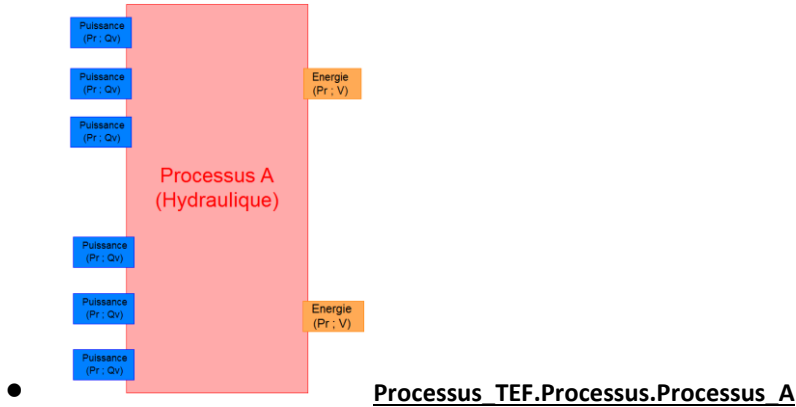 Puissance
(Pr ; Qv)
Puissance
(Pr ; Qv)
Energie
(Pr ; V)
Puissance
(Pr ; Qv)
Processus A
(Hydraulique)
Puissance
(Pr ; Qv)
Puissance
(Pr ; Qv)
Energie
(Pr ; V)
Puissance
(Pr ; Qv)
Processus_TEF.Processus.Processus_A